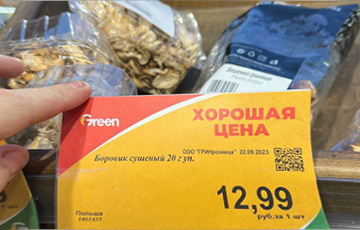 Green
ХОРОШАЯ
ЦЕНА
ООО "ГРИНрозница" 22.09.2023
Боровик сушеный 20 г уп.
12,99
руб.за 1 шт
Польша